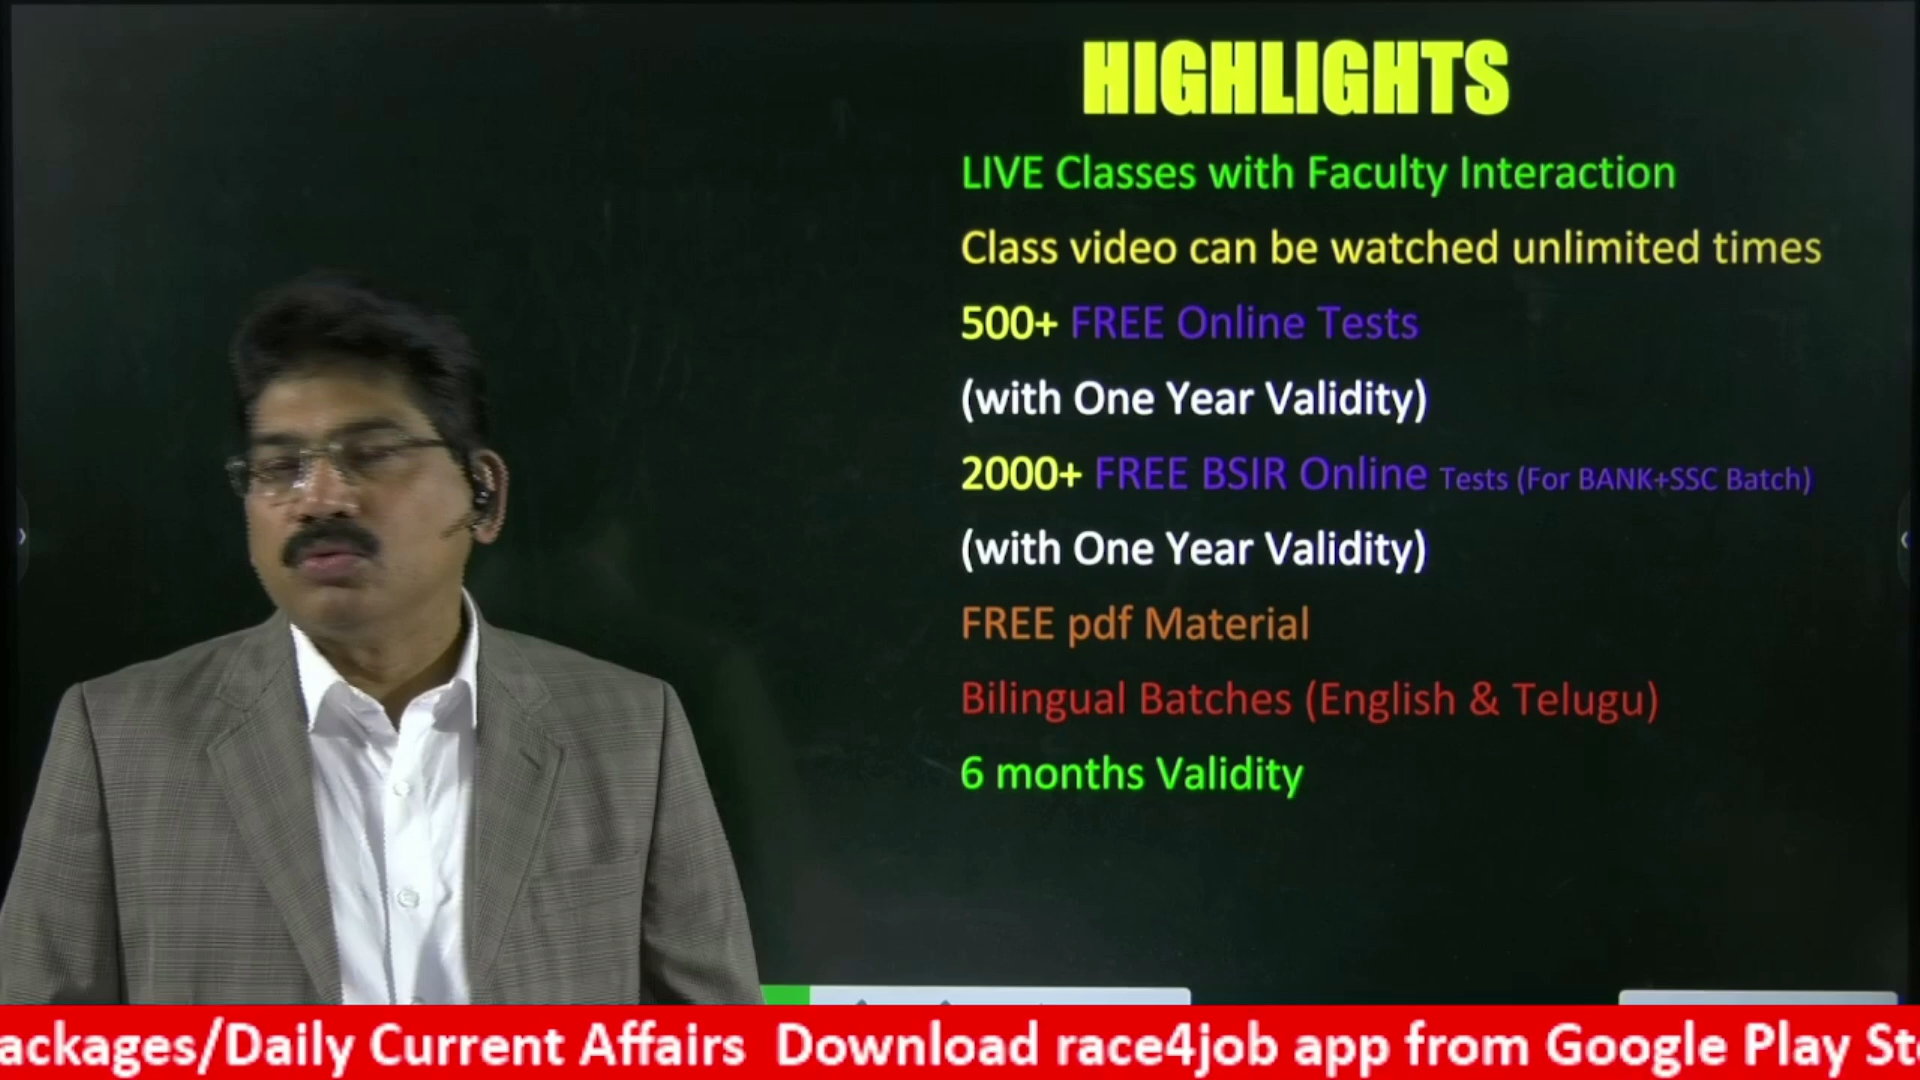 HIGHLIGHTS
LIVE Classes with Faculty Interaction
Class video can be watched unlimited times
500+ FREE Online Tests
(with One Year Validity)
2000+ FREE BSIR Online Tests (For BANK+SSC Batch)
(with One Year Validity)
FREE pdf Material
Bilingual Batches (English & Telugu)
6 months Validity
ackages/Daily Current Affairs Download race4job app from Google Play St